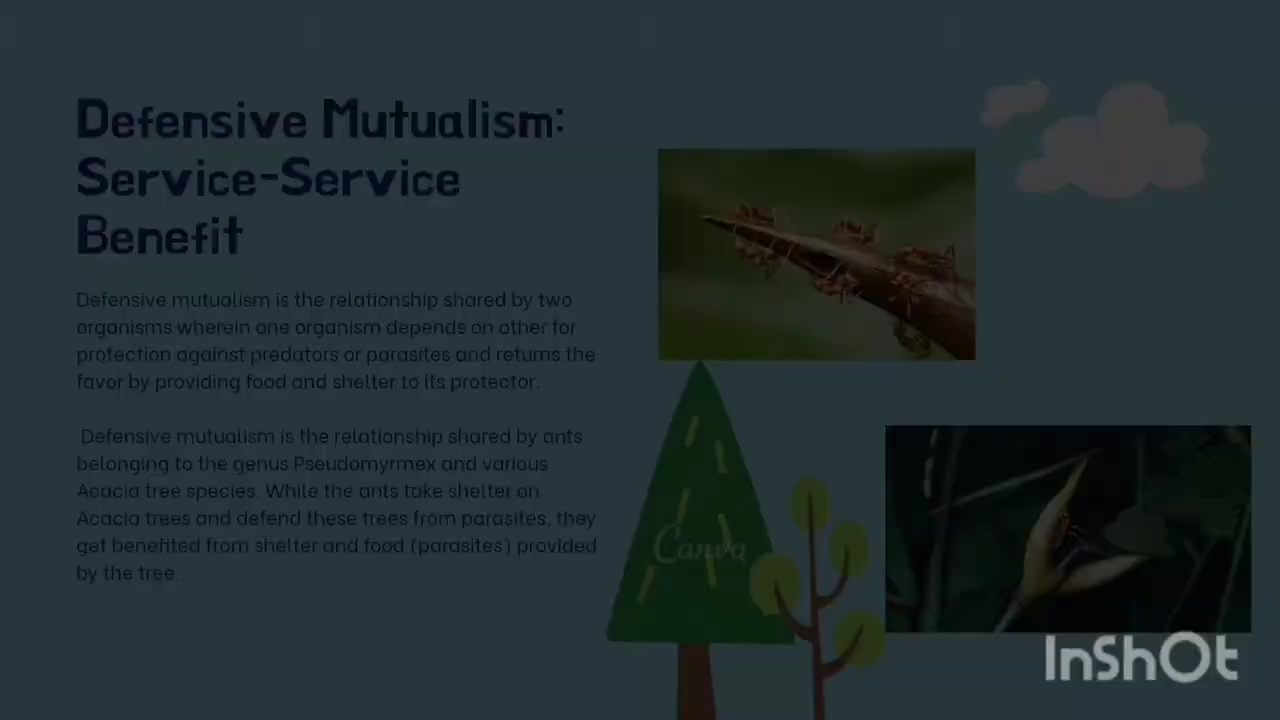 Defensive Mutualism:
Service-Service
Benefit
Defensive mutualism is the relationship shared by two
organisms wherein one organism depends on other for
protection against predators or parasites and returns the
favor by providing food and shelter to its protector.
Defensive mutualism is the relationship shared by ants
belonging to the genus Pseudomyrmex and various
Acacia tree species. While the ants take shelter on
Acacia trees and defend these trees from parasites, they
get benefited from shelter and food (parasites) provided
by the tree.
Canva
InShOt